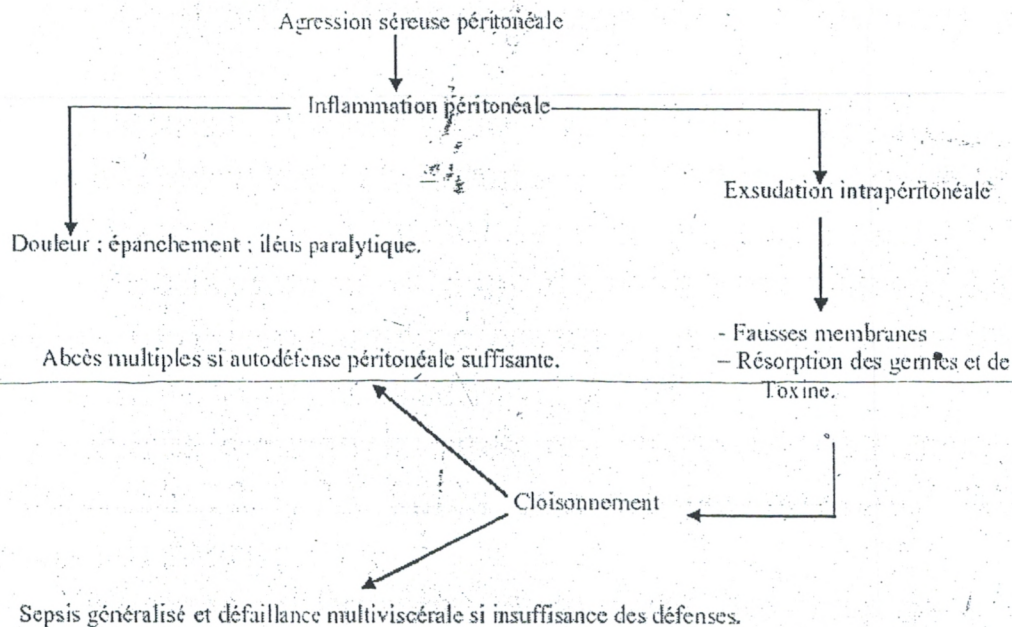 Agression séreuse péritonéale
Inflammation péritonéale
Exsudation intrapéritonéale
Douleur ; épanchement ; iléus paralytique.
- Fausses membranes
– Résorption des germes et de
Toxine.
Abcès multiples si autodéfense péritonéale suffisante.
Cloisonnement
Sepsis généralisé et défaillance multiviscérale si insuffisance des défenses.